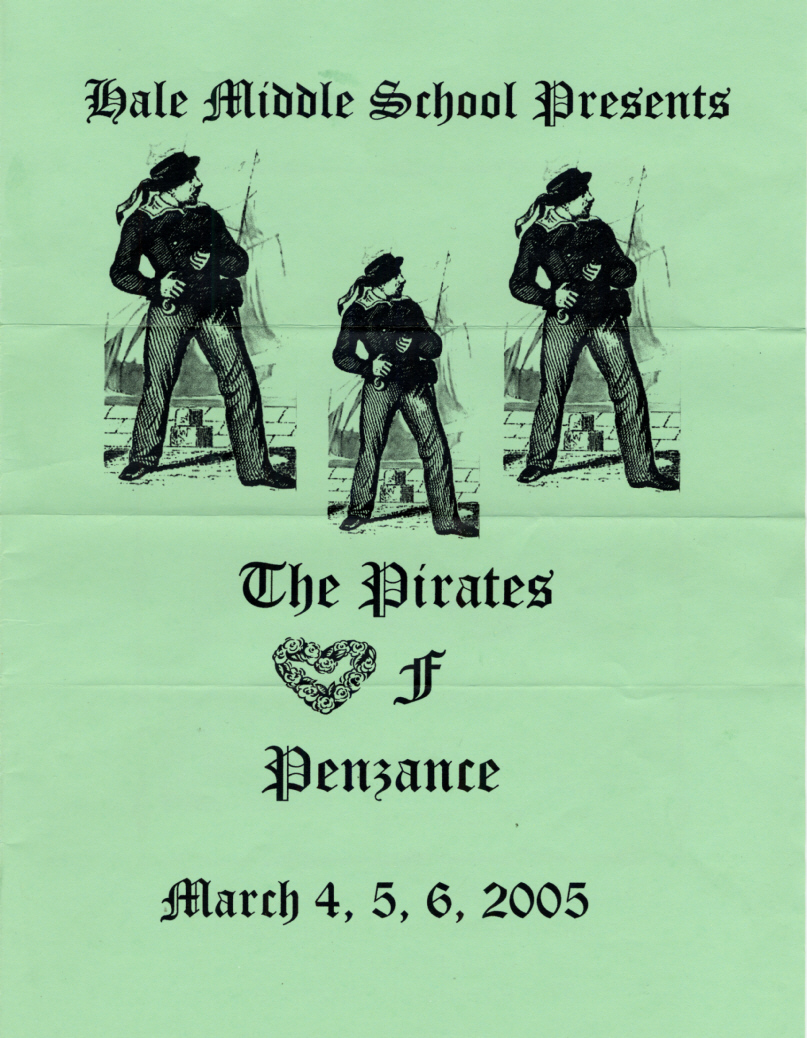 Hale Middle School Presents
The Pirates
F
Penzance
March 4, 5, 6, 2005